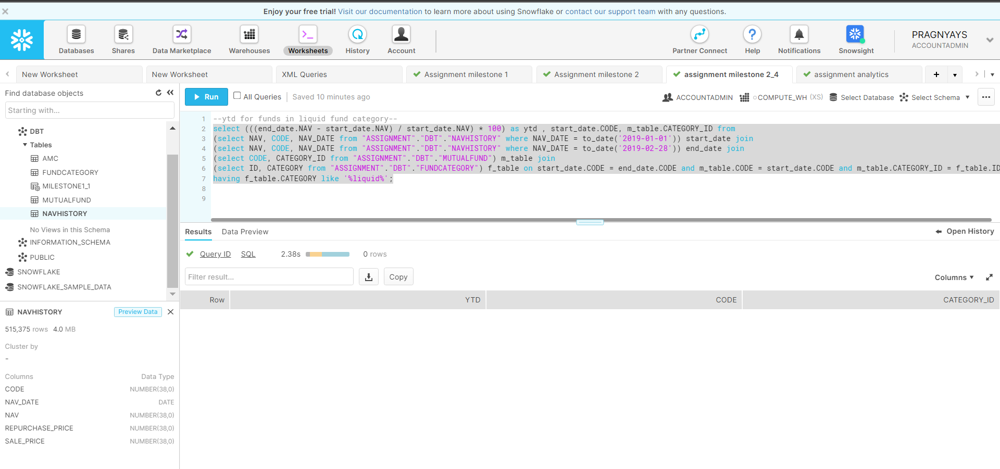 Enjoy your free trial! Visit our documentation to learn more about using Snowflake or contact our support team with any questions.
Databases Shares Data Marketplace Warehouses Worksheets History Account Partner Connect Help Notifications Snowsight PRAGNYAYS
ACCOUNTADMIN
New Worksheet New Worksheet XML Queries Assignment milestone 1 Assignment milestone 2 assignment milestone 2_4 assignment analytics
Find database objects
Starting with...
DBT
Tables
AMC
FUNDCATEGORY
MILESTONE1_1
MUTUALFUND
NAVHISTORY
No Views in this Schema
INFORMATION_SCHEMA
PUBLIC
SNOWFLAKE
SNOWFLAKE_SAMPLE_DATA
NAVHISTORY Preview Data
515,375 rows 4.0 MB
Cluster by
-
Columns Data Type
CODE NUMBER(38,0)
NAV_DATE DATE
NAV NUMBER(38,0)
REPURCHASE_PRICE NUMBER(38,0)
SALE_PRICE NUMBER(38,0)
Run All Queries Saved 10 minutes ago ACCOUNTADMIN COMPUTE_WH (XS) Select Database Select Schema
1 --ytd for funds in liquid fund category--
2 select (((end_date.NAV - start_date.NAV) / start_date.NAV) * 100) as ytd , start_date.CODE, m_table.CATEGORY_ID from
3 (select NAV, CODE, NAV_DATE from "ASSIGNMENT"."DBT"."NAVHISTORY" where NAV_DATE = to_date('2019-01-01')) start_date join
4 (select NAV, CODE, NAV_DATE from "ASSIGNMENT"."DBT"."NAVHISTORY" where NAV_DATE = to_date('2019-02-28')) end_date join
5 (select CODE, CATEGORY_ID from "ASSIGNMENT"."DBT"."MUTUALFUND") m_table join
6 (select ID, CATEGORY from "ASSIGNMENT"."DBT"."FUNDCATEGORY") f_table on start_date.CODE = end_date.CODE and m_table.CODE = start_date.CODE and m_table.CATEGORY_ID = f_table.ID
7 having f_table.CATEGORY like '%liquid%';
8
9
Results Data Preview Open History
Query ID SQL 2.38s 0 rows
Filter result... Copy Columns
Row YTD CODE CATEGORY_ID